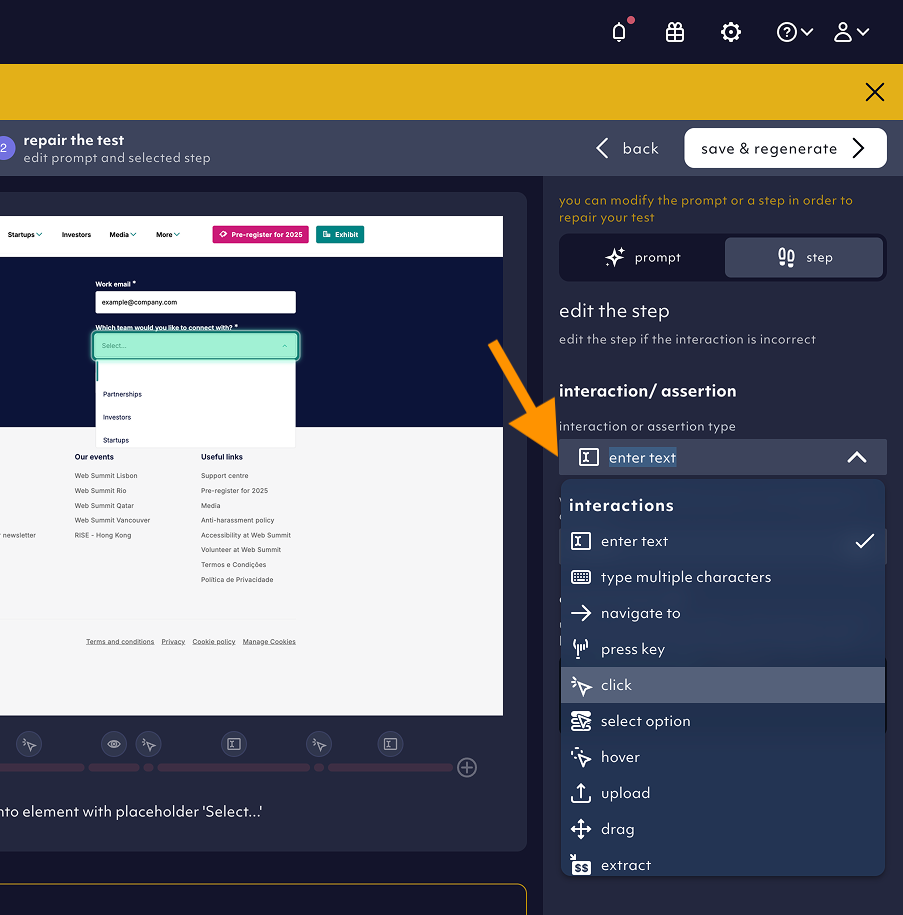 2
repair the test
edit prompt and selected step
back
save & regenerate
Startups
Investors
Media
More
Pre-register for 2025
Exhibit
Work email *
example@company.com
Which team would you like to connect with? *
Select...
Partnerships
Investors
Startups
Our events
Web Summit Lisbon
Web Summit Rio
Web Summit Qatar
Web Summit Vancouver
RISE - Hong Kong
newsletter
Useful links
Support centre
Pre-register for 2025
Media
Anti-harassment policy
Accessibility at Web Summit
Volunteer at Web Summit
Termos e Condições
Política de Privacidade
Terms and conditions
Privacy
Cookie policy
Manage Cookies
nto element with placeholder 'Select...'
you can modify the prompt or a step in order to
repair your test
prompt
step
edit the step
edit the step if the interaction is incorrect
interaction/ assertion
interaction or assertion type
enter text
interactions
enter text
type multiple characters
navigate to
press key
click
select option
hover
upload
drag
extract